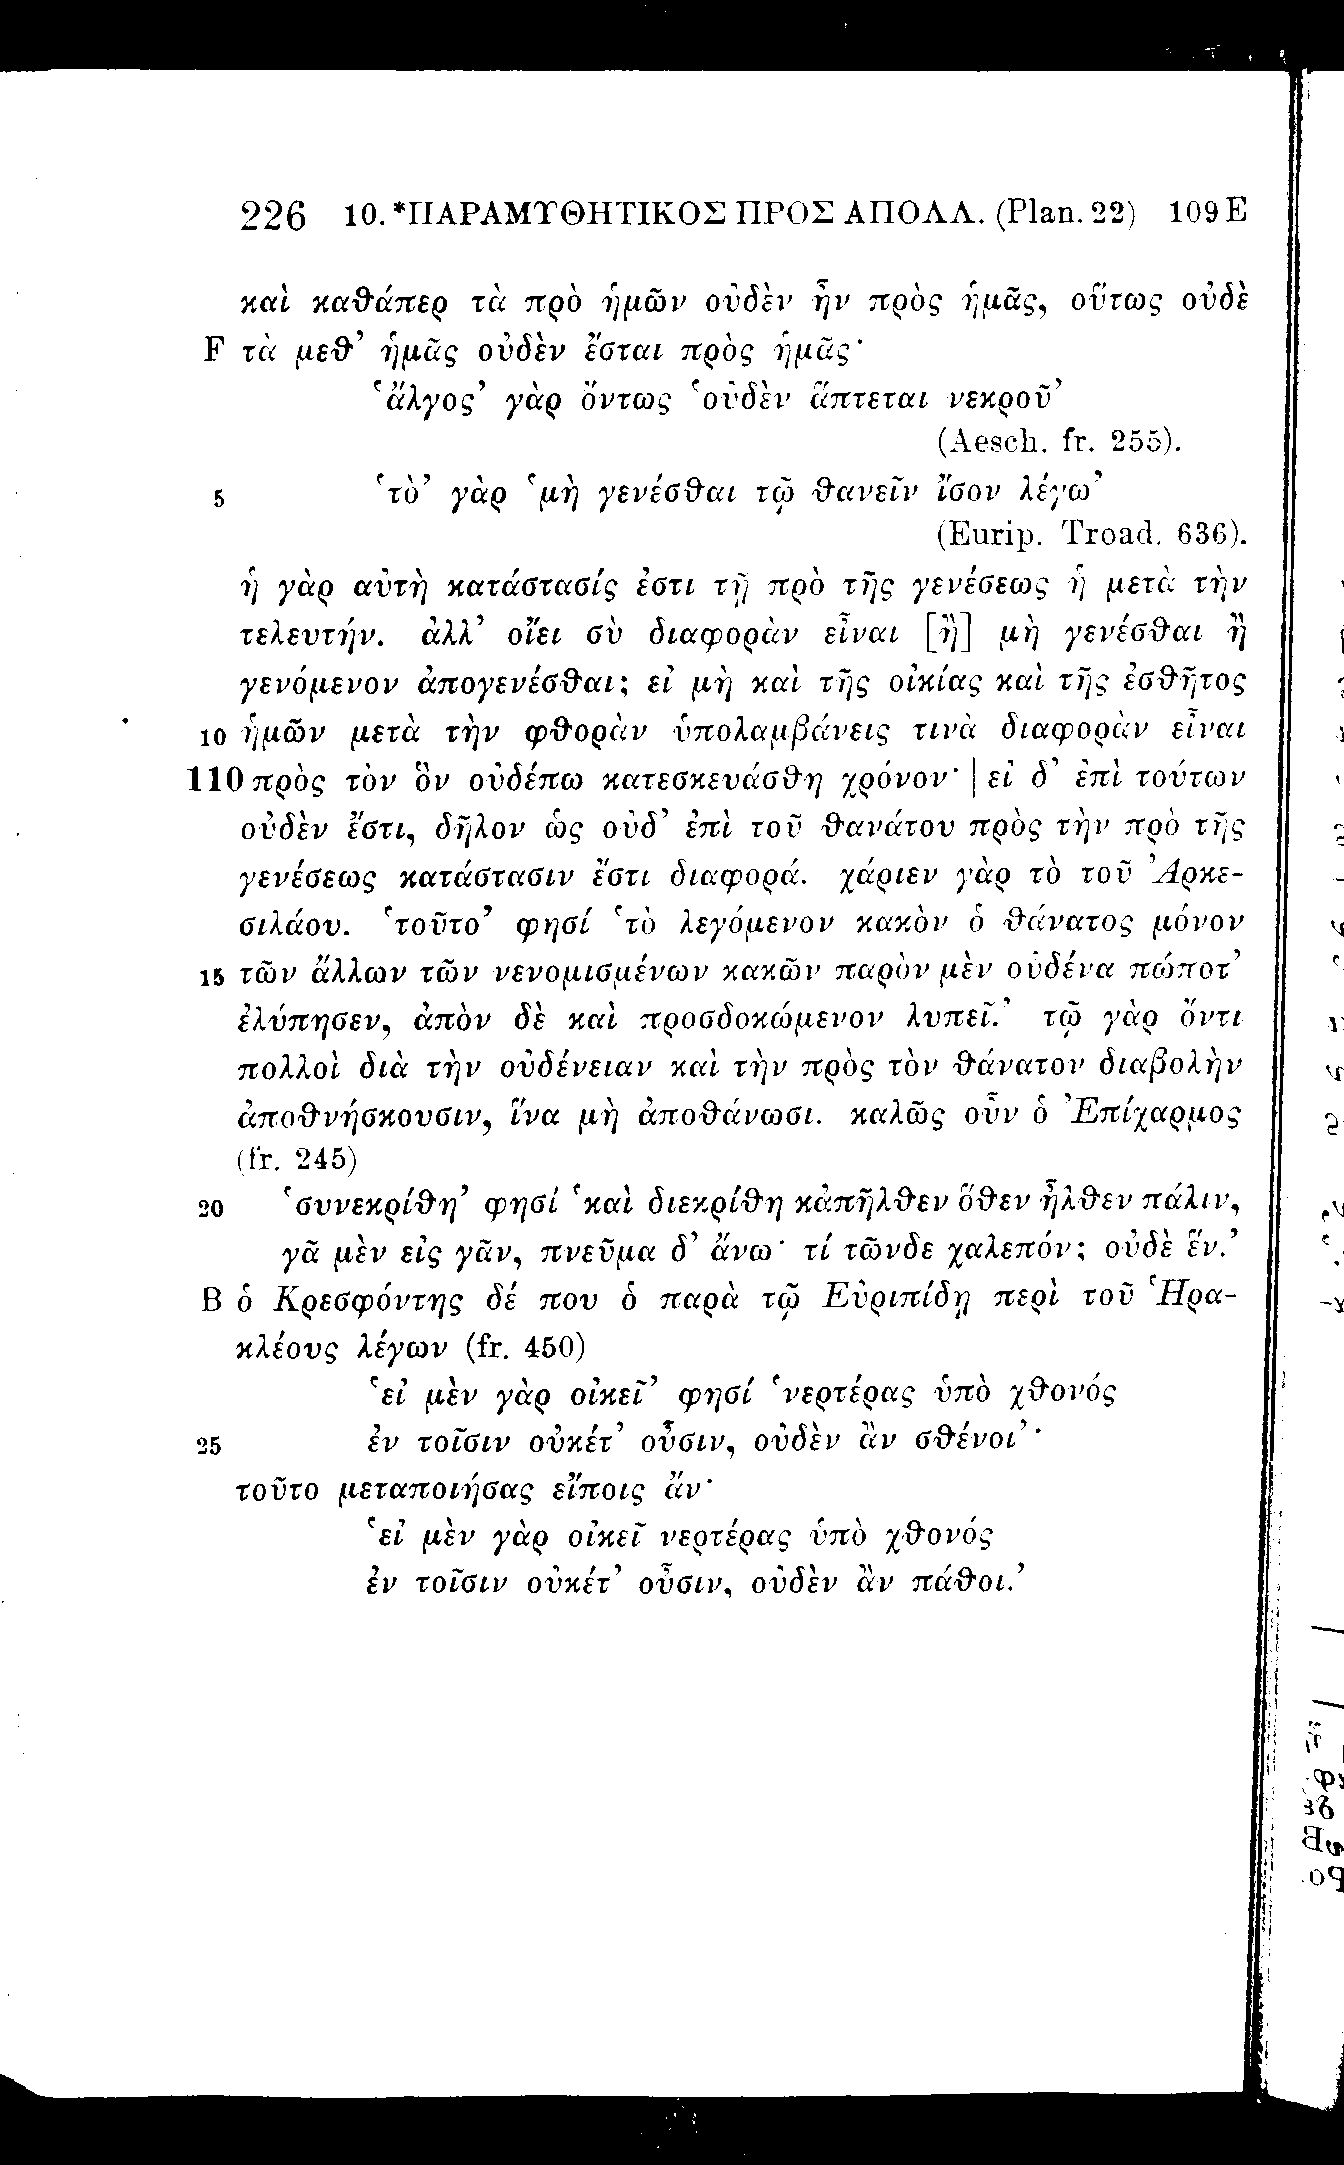 226 10. *ΠΑΡΑΜΥΘΗΤΙΚΟΣ ΠΡΟΣ ΑΠΟΛΛ. (Plan. 22) 109 E
καὶ καθάπερ τὰ πρὸ ἡμῶν οὐδὲν ἦν πρὸς ἡμᾶς, οὕτως οὐδὲ
F τὰ μεθ’ ἡμᾶς οὐδὲν ἔσται πρὸς ἡμᾶς·
‘ἄλγος’ γὰρ ὄντως ‘οὐδὲν ἅπτεται νεκροῦ’
(Aesch. fr. 255).
5 ‘τὸ’ γὰρ ‘μὴ γενέσθαι τῷ θανεῖν ἴσον λέγω’
(Eurip. Troad. 636).
ἡ γὰρ αὐτὴ κατάστασίς ἐστι τῇ πρὸ τῆς γενέσεως ἡ μετὰ τὴν
τελευτήν. ἀλλ’ οἴει σὺ διαφορὰν εἶναι [ἢ] μὴ γενέσθαι ἢ
γενόμενον ἀπογενέσθαι; εἰ μὴ καὶ τῆς οἰκίας καὶ τῆς ἐσθῆτος
10 ἡμῶν μετὰ τὴν φθορὰν ὑπολαμβάνεις τινὰ διαφορὰν εἶναι
110 πρὸς τὸν ὃν οὐδέπω κατεσκευάσθη χρόνον· | εἰ δ’ ἐπὶ τούτων
οὐδὲν ἔστι, δῆλον ὡς οὐδ’ ἐπὶ τοῦ θανάτου πρὸς τὴν πρὸ τῆς
γενέσεως κατάστασιν ἔστι διαφορά. χάριεν γὰρ τὸ τοῦ Ἀρκε-
σιλάου. ‘τοῦτο’ φησί ‘τὸ λεγόμενον κακὸν ὁ θάνατος μόνον
15 τῶν ἄλλων τῶν νενομισμένων κακῶν παρὸν μὲν οὐδένα πώποτ’
ἐλύπησεν, ἀπὸν δὲ καὶ προσδοκώμενον λυπεῖ.’ τῷ γὰρ ὄντι
πολλοὶ διὰ τὴν οὐδένειαν καὶ τὴν πρὸς τὸν θάνατον διαβολὴν
ἀποθνήσκουσιν, ἵνα μὴ ἀποθάνωσι. καλῶς οὖν ὁ Ἐπίχαρμος
(fr. 245)
20 ‘συνεκρίθη’ φησί ‘καὶ διεκρίθη κἀπῆλθεν ὅθεν ἦλθεν πάλιν,
γᾶ μὲν εἰς γᾶν, πνεῦμα δ’ ἄνω· τί τῶνδε χαλεπόν; οὐδὲ ἕν.’
B ὁ Κρεσφόντης δέ που ὁ παρὰ τῷ Εὐριπίδῃ περὶ τοῦ Ἡρα-
κλέους λέγων (fr. 450)
‘εἰ μὲν γὰρ οἰκεῖ’ φησί ‘νερτέρας ὑπὸ χθονός
25 ἐν τοῖσιν οὐκέτ’ οὖσιν, οὐδὲν ἂν σθένοι’·
τοῦτο μεταποιήσας εἴποις ἄν·
‘εἰ μὲν γὰρ οἰκεῖ νερτέρας ὑπὸ χθονός
ἐν τοῖσιν οὐκέτ’ οὖσιν, οὐδὲν ἂν πάθοι.’